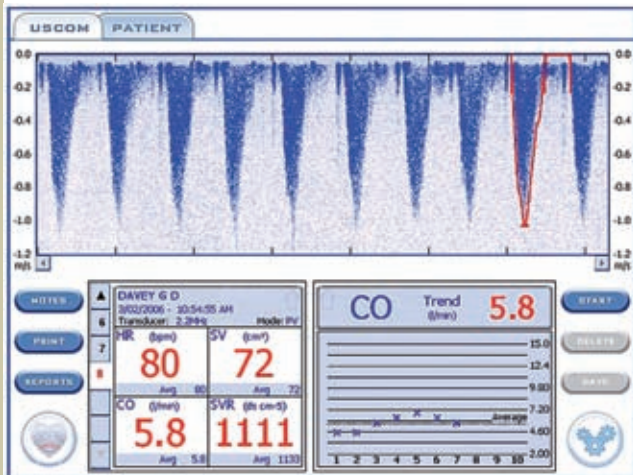 USCOM PATIENT
0.0 0.0
-0.2 -0.2
-0.4 -0.4
-0.6 -0.6
-0.8 -0.8
-1.0 -1.0
-1.2 -1.2
m/s m/s
NOTES
PRINT
REPORTS
6
7
8
DAVEY G D
3/02/2006 - 10:54:55 AM
Transducer: 2.2MHz Mode: PV
HR (bpm) SV (cm³)
80 72
Avg 80 Avg 72
CO (l/min) SVR (ds cm-5)
5.8 1111
Avg 5.8 Avg 1133
CO Trend (l/min) 5.8
15.0
12.4
9.80
7.20
Average
4.60
2.00
1 2 3 4 5 6 7 8 9 10
START
DELETE
SAVE